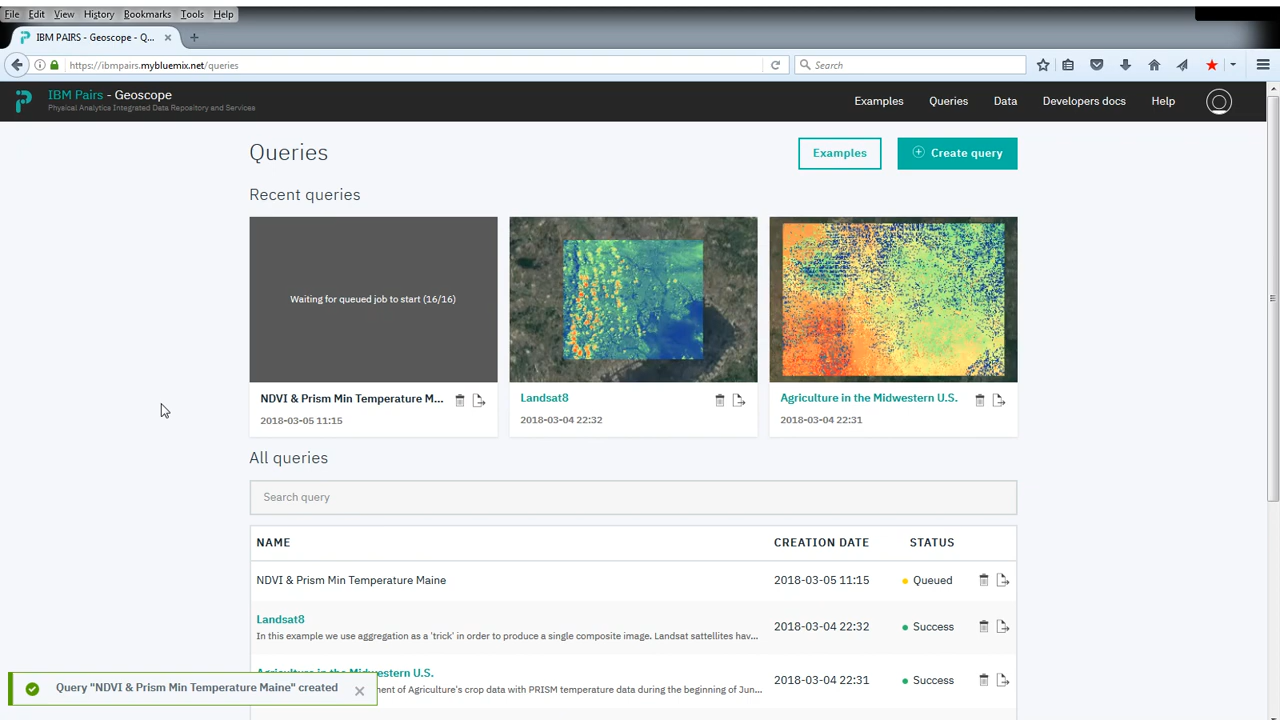 File Edit View History Bookmarks Tools Help
IBM PAIRS - Geoscope - Q...
https://ibmpairs.mybluemix.net/queries
Search
IBM Pairs - Geoscope
Physical Analytics Integrated Data Repository and Services
Examples Queries Data Developers docs Help
Queries
Examples
Create query
Recent queries
Waiting for queued job to start (16/16)
NDVI & Prism Min Temperature M...
2018-03-05 11:15
Landsat8
2018-03-04 22:32
Agriculture in the Midwestern U.S.
2018-03-04 22:31
All queries
Search query
NAME CREATION DATE STATUS
NDVI & Prism Min Temperature Maine 2018-03-05 11:15 Queued
Landsat8
In this example we use aggregation as a 'trick' in order to produce a single composite image. Landsat sattellites hav...
2018-03-04 22:32 Success
Agriculture in the Midwestern U.S.
ment of Agriculture's crop data with PRISM temperature data during the beginning of Jun...
2018-03-04 22:31 Success
Query "NDVI & Prism Min Temperature Maine" created